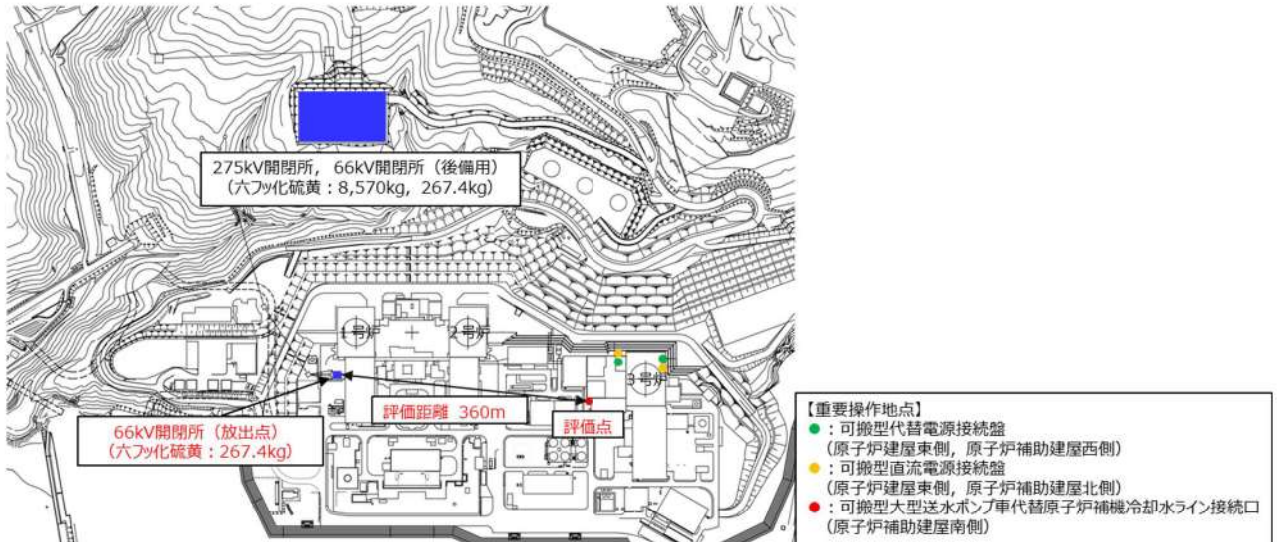 275kV開閉所, 66kV開閉所（後備用）
（六フッ化硫黄：8,570kg, 267.4kg）
1号炉
2号炉
3号炉
評価距離 360m
評価点
66kV開閉所（放出点）
（六フッ化硫黄：267.4kg）
【重要操作地点】
●：可搬型代替電源接続盤
（原子炉建屋東側, 原子炉補助建屋西側）
●：可搬型直流電源接続盤
（原子炉建屋東側, 原子炉補助建屋北側）
●：可搬型大型送水ポンプ車代替原子炉補機冷却水ライン接続口
（原子炉補助建屋南側）